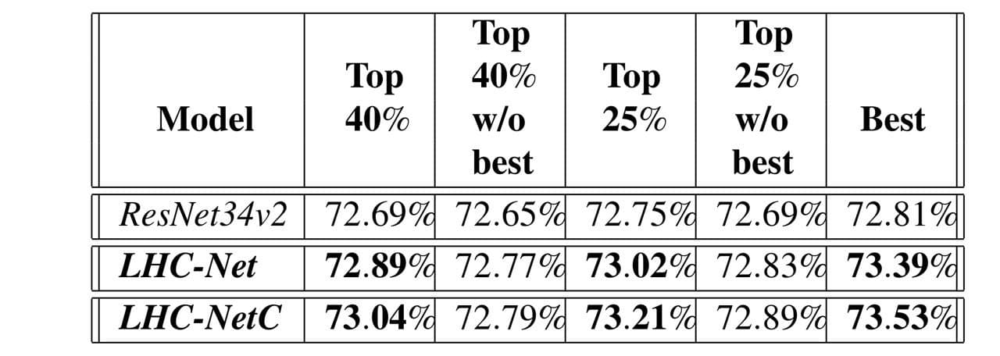 Model Top 40% Top 40% w/o best Top 25% Top 25% w/o best Best
ResNet34v2 72.69% 72.65% 72.75% 72.69% 72.81%
LHC-Net 72.89% 72.77% 73.02% 72.83% 73.39%
LHC-NetC 73.04% 72.79% 73.21% 72.89% 73.53%